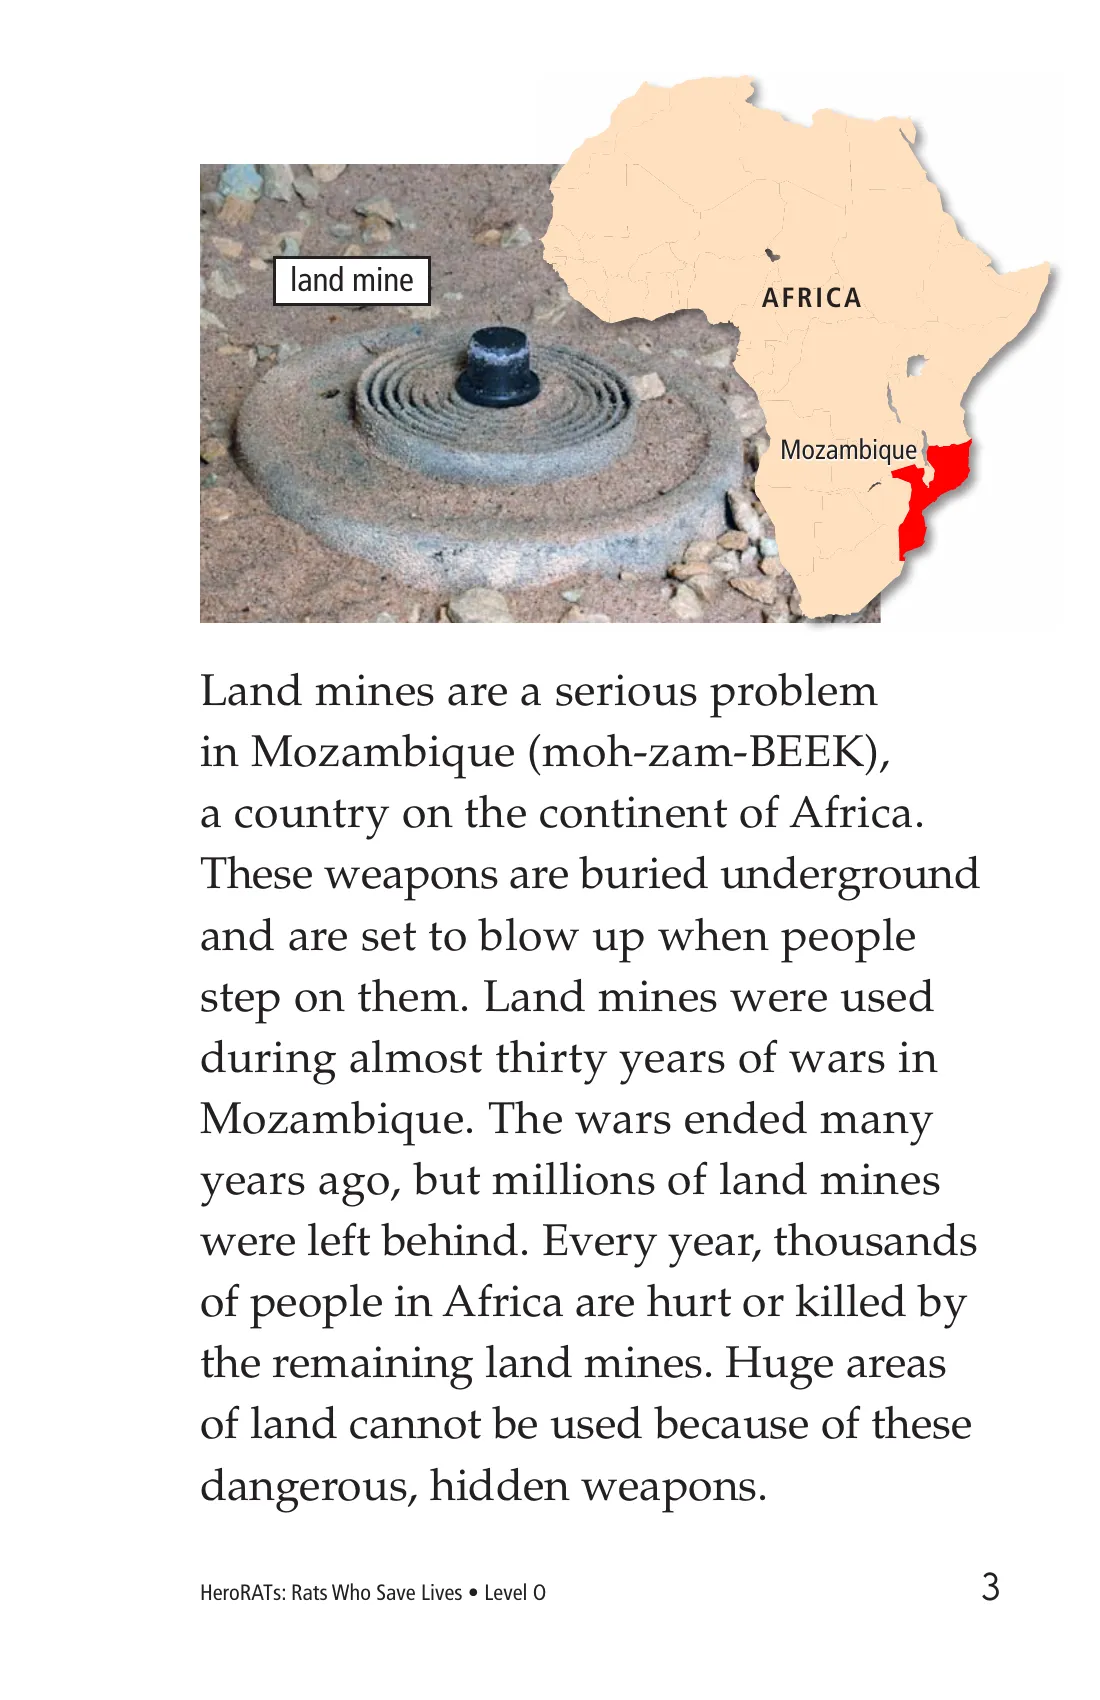 land mine
AFRICA
Mozambique
Land mines are a serious problem
in Mozambique (moh-zam-BEEK),
a country on the continent of Africa.
These weapons are buried underground
and are set to blow up when people
step on them. Land mines were used
during almost thirty years of wars in
Mozambique. The wars ended many
years ago, but millions of land mines
were left behind. Every year, thousands
of people in Africa are hurt or killed by
the remaining land mines. Huge areas
of land cannot be used because of these
dangerous, hidden weapons.
HeroRATs: Rats Who Save Lives • Level O
3